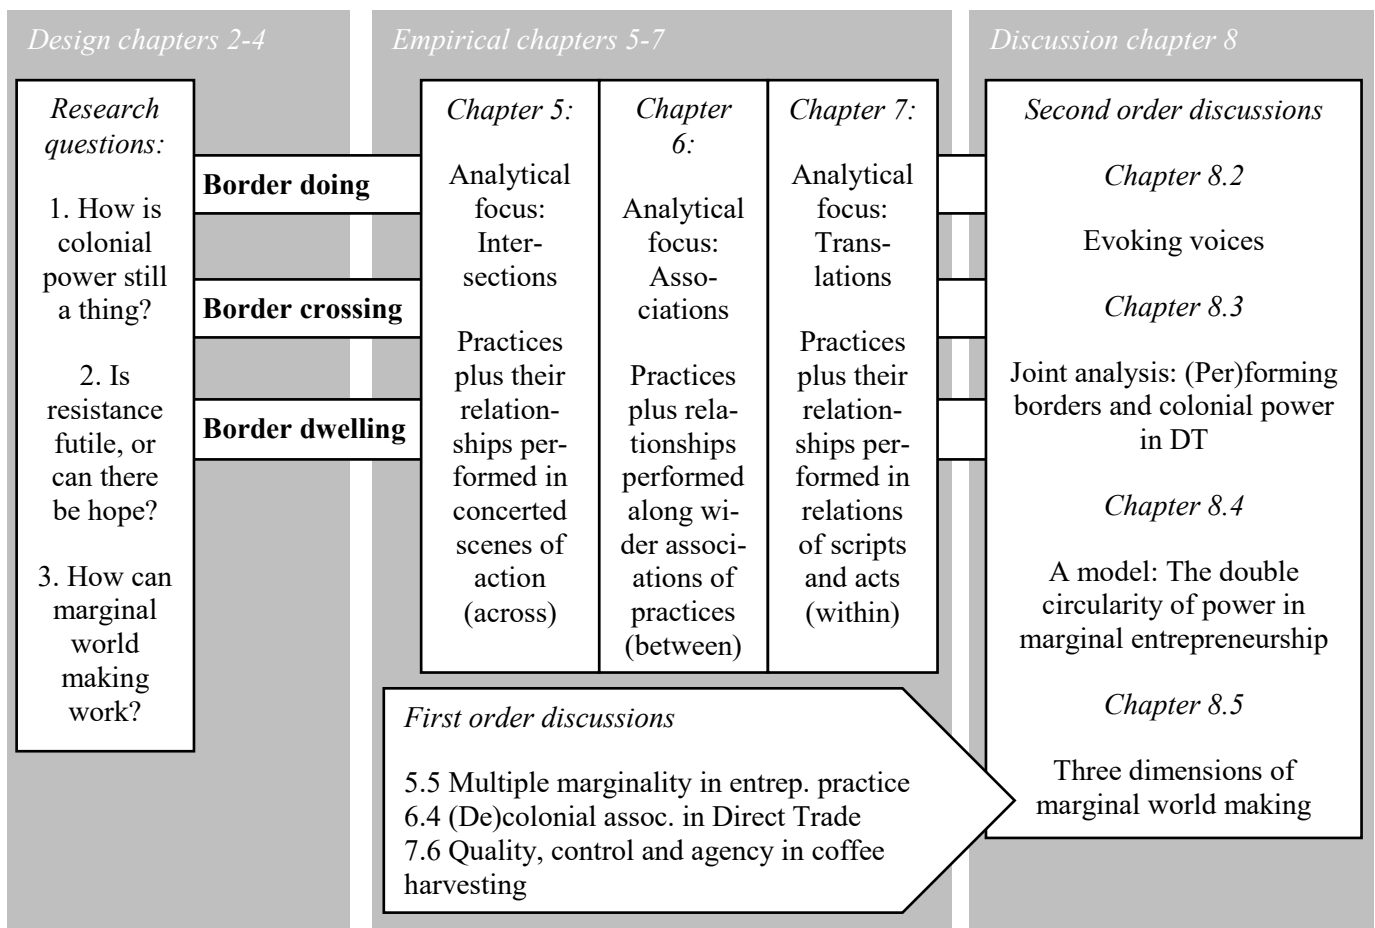 Design chapters 2-4
Research
questions:
1. How is
colonial
power still
a thing?
2. Is
resistance
futile, or
can there
be hope?
3. How can
marginal
world
making
work?
Border doing
Border crossing
Border dwelling
Empirical chapters 5-7
Chapter 5:
Analytical
focus:
Inter-
sections
Practices
plus their
relation-
ships per-
formed in
concerted
scenes of
action
(across)
Chapter
6:
Analytical
focus:
Asso-
ciations
Practices
plus rela-
tionships
performed
along wi-
der associ-
ations of
practices
(between)
Chapter 7:
Analytical
focus:
Trans-
lations
Practices
plus their
relation-
ships per-
formed in
relations
of scripts
and acts
(within)
First order discussions
5.5 Multiple marginality in entrep. practice
6.4 (De)colonial assoc. in Direct Trade
7.6 Quality, control and agency in coffee
harvesting
Discussion chapter 8
Second order discussions
Chapter 8.2
Evoking voices
Chapter 8.3
Joint analysis: (Per)forming
borders and colonial power
in DT
Chapter 8.4
A model: The double
circularity of power in
marginal entrepreneurship
Chapter 8.5
Three dimensions of
marginal world making